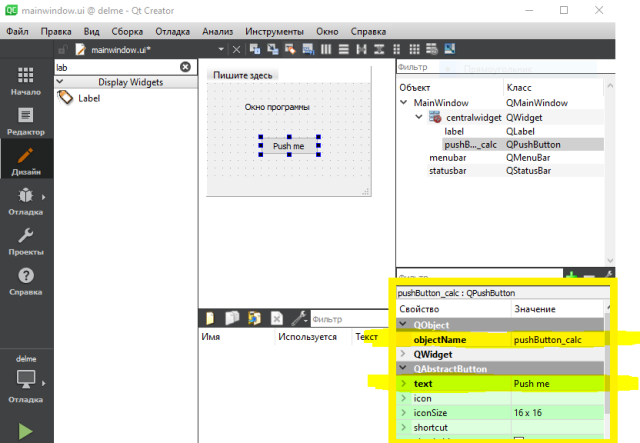 mainwindow.ui @ delme - Qt Creator
Файл Правка Вид Сборка Отладка Анализ Инструменты Окно Справка
mainwindow.ui*
lab
Display Widgets
Label
Начало
Редактор
Дизайн
Отладка
Проекты
Справка
delme
Отладка
Пишите здесь
Окно программы
Push me
Фильтр
Имя Используется Текст
Фильтр
Объект Класс
MainWindow QMainWindow
centralwidget QWidget
label QLabel
pushB..._calc QPushButton
menubar QMenuBar
statusbar QStatusBar
Фильтр
pushButton_calc : QPushButton
Свойство Значение
QObject
objectName pushButton_calc
QWidget
QAbstractButton
text Push me
icon
iconSize 16 x 16
shortcut